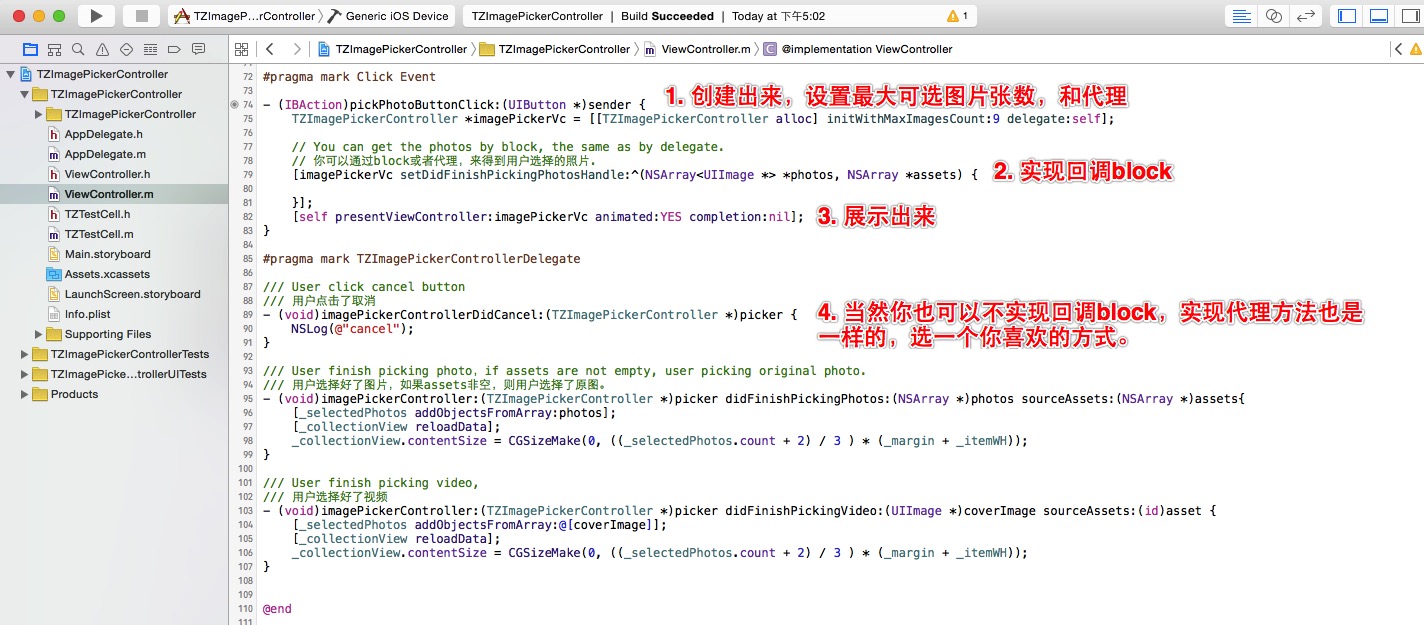 TZImageP...rController 〉 Generic iOS Device
TZImagePickerController | Build Succeeded | Today at 下午5:02
1
TZImagePickerController 〉 TZImagePickerController 〉 ViewController.m 〉 C @implementation ViewController
TZImagePickerController
TZImagePickerController
TZImagePickerController
h AppDelegate.h
m AppDelegate.m
h ViewController.h
m ViewController.m
h TZTestCell.h
m TZTestCell.m
Main.storyboard
Assets.xcassets
LaunchScreen.storyboard
Info.plist
Supporting Files
TZImagePickerControllerTests
TZImagePicke...trollerUITests
Products
72 #pragma mark Click Event
73
74 - (IBAction)pickPhotoButtonClick:(UIButton *)sender {
1. 创建出来，设置最大可选图片张数，和代理
75 TZImagePickerController *imagePickerVc = [[TZImagePickerController alloc] initWithMaxImagesCount:9 delegate:self];
76
77 // You can get the photos by block, the same as by delegate.
78 // 你可以通过block或者代理，来得到用户选择的照片.
79 [imagePickerVc setDidFinishPickingPhotosHandle:^(NSArray<UIImage *> *photos, NSArray *assets) {
2. 实现回调block
80
81 }];
82 [self presentViewController:imagePickerVc animated:YES completion:nil];
3. 展示出来
83 }
84
85 #pragma mark TZImagePickerControllerDelegate
86
87 /// User click cancel button
88 /// 用户点击了取消
89 - (void)imagePickerControllerDidCancel:(TZImagePickerController *)picker {
4. 当然你也可以不实现回调block，实现代理方法也是
一样的，选一个你喜欢的方式。
90 NSLog(@"cancel");
91 }
92
93 /// User finish picking photo，if assets are not empty, user picking original photo.
94 /// 用户选择好了图片，如果assets非空，则用户选择了原图。
95 - (void)imagePickerController:(TZImagePickerController *)picker didFinishPickingPhotos:(NSArray *)photos sourceAssets:(NSArray *)assets{
96 [_selectedPhotos addObjectsFromArray:photos];
97 [_collectionView reloadData];
98 _collectionView.contentSize = CGSizeMake(0, ((_selectedPhotos.count + 2) / 3 ) * (_margin + _itemWH));
99 }
100
101 /// User finish picking video,
102 /// 用户选择好了视频
103 - (void)imagePickerController:(TZImagePickerController *)picker didFinishPickingVideo:(UIImage *)coverImage sourceAssets:(id)asset {
104 [_selectedPhotos addObjectsFromArray:@[coverImage]];
105 [_collectionView reloadData];
106 _collectionView.contentSize = CGSizeMake(0, ((_selectedPhotos.count + 2) / 3 ) * (_margin + _itemWH));
107 }
108
109
110 @end
111